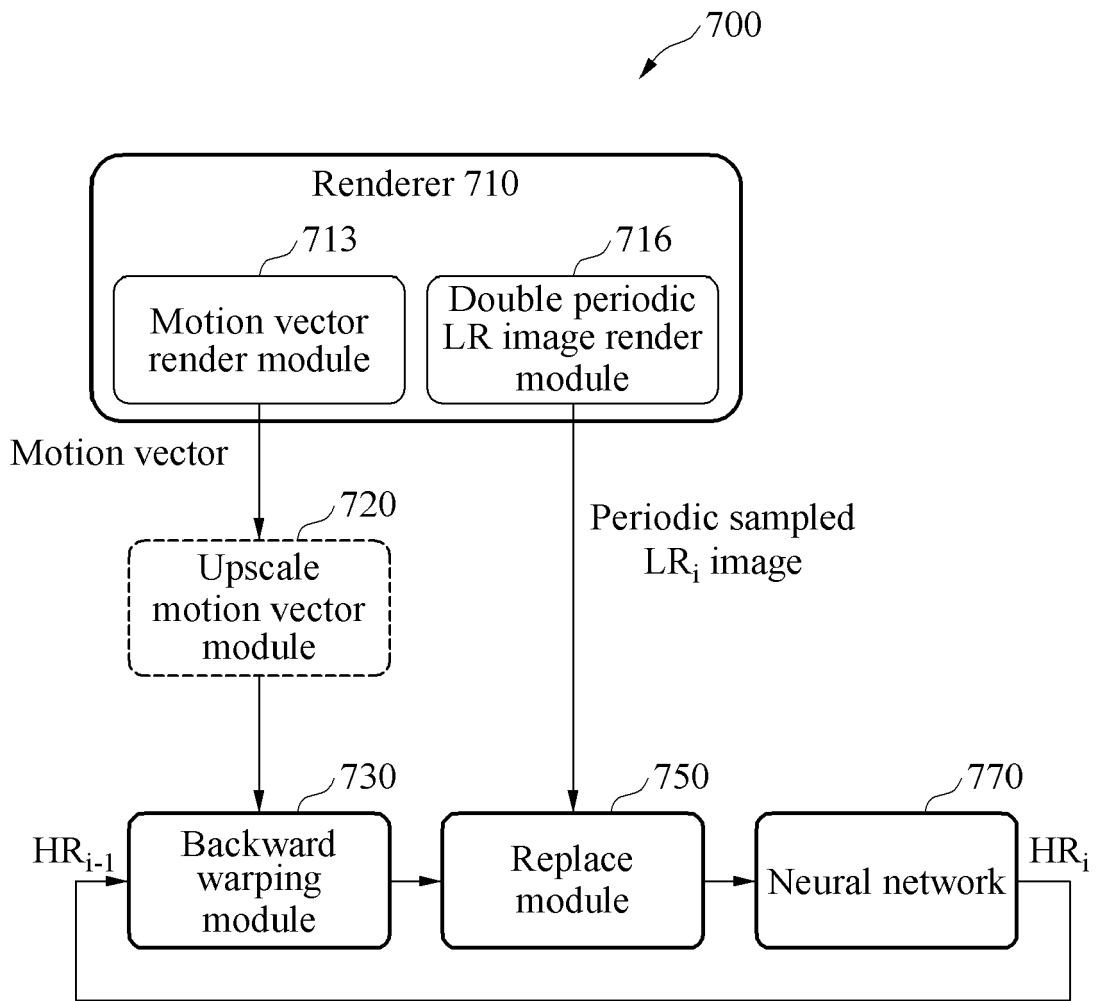 700
Renderer 710
713
716
Motion vector
render module
Double periodic
LR image render
module
Motion vector
720
Upscale
motion vector
module
Periodic sampled
LRi image
730
750
770
HRi-1
Backward
warping
module
Replace
module
Neural network
HRi